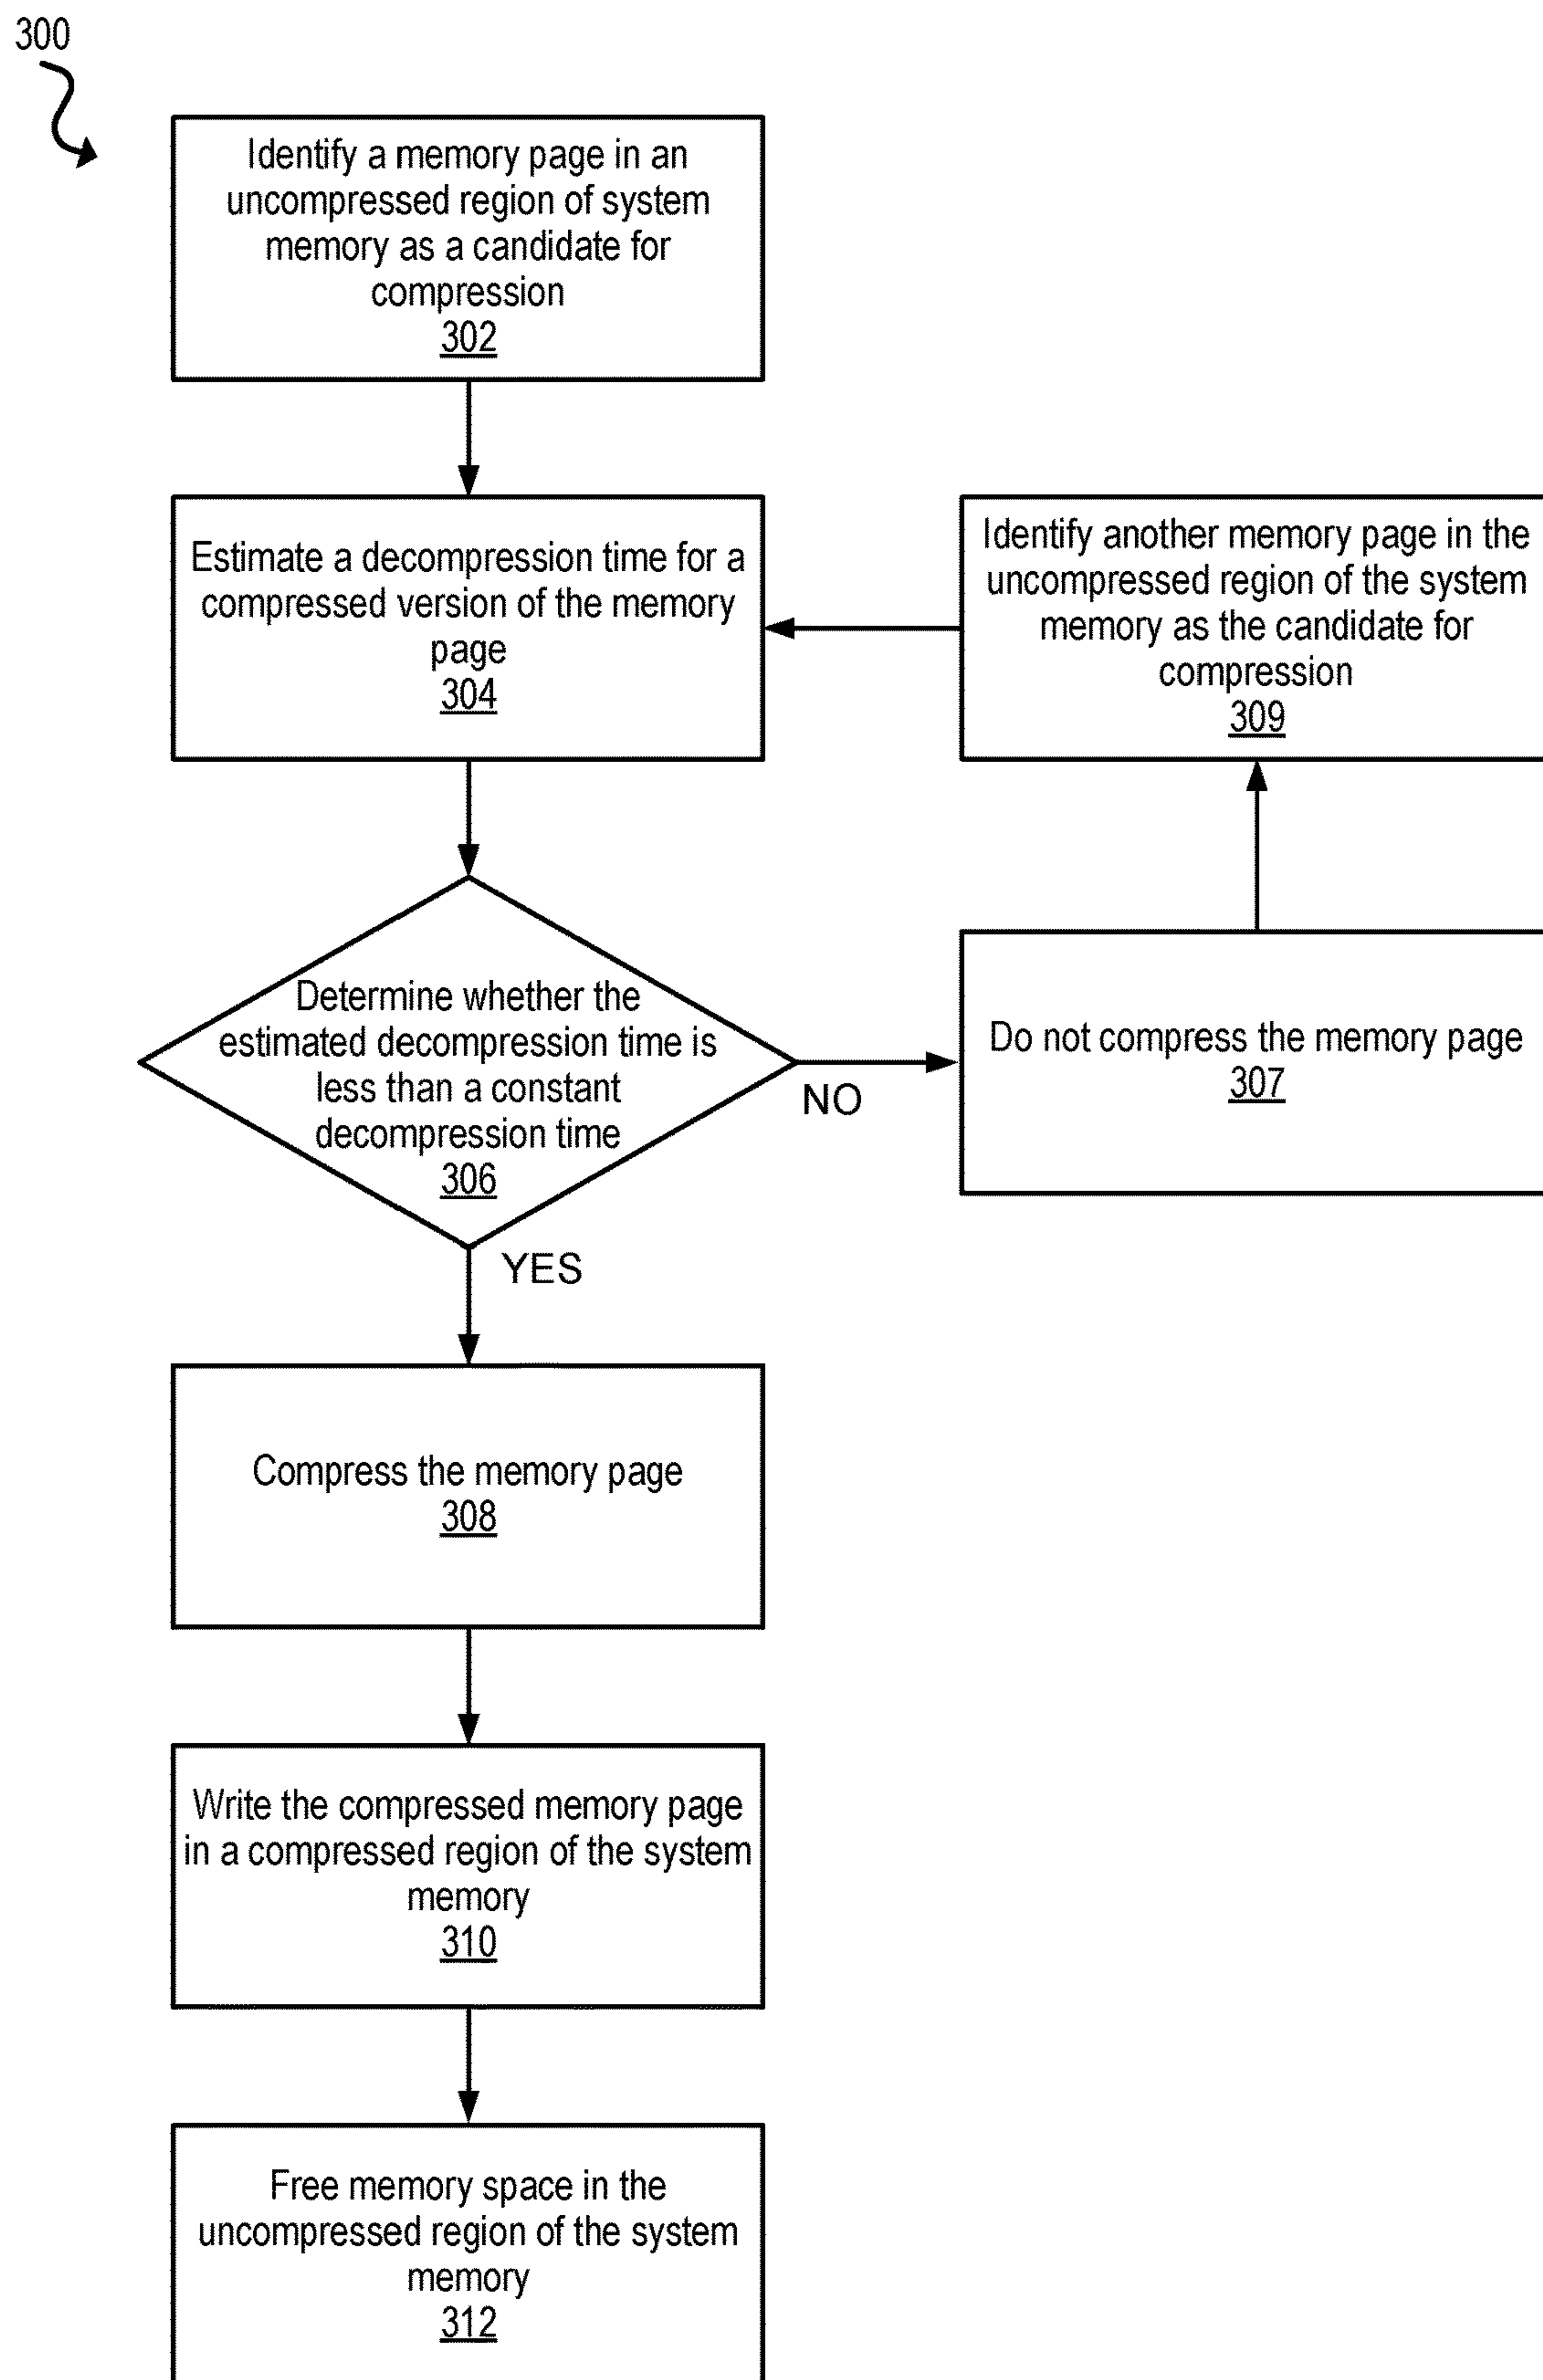 300
Identify a memory page in an
uncompressed region of system
memory as a candidate for
compression
302
Estimate a decompression time for a
compressed version of the memory
page
304
Identify another memory page in the
uncompressed region of the system
memory as the candidate for
compression
309
Determine whether the
estimated decompression time is
less than a constant
decompression time
306
NO
Do not compress the memory page
307
YES
Compress the memory page
308
Write the compressed memory page
in a compressed region of the system
memory
310
Free memory space in the
uncompressed region of the system
memory
312